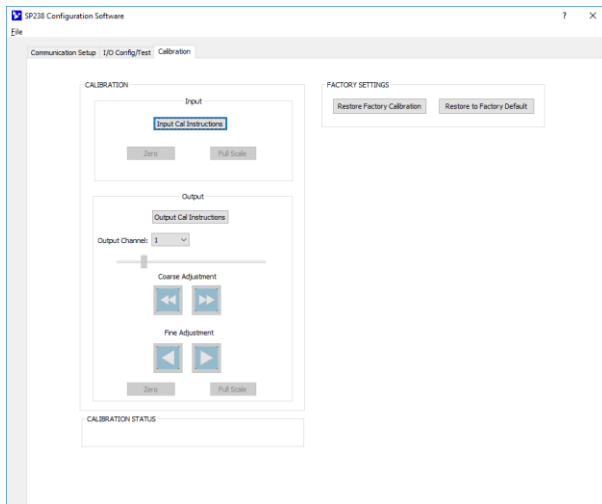 SP238 Configuration Software
File
Communication Setup I/O Config/Test Calibration
CALIBRATION
Input
Input Cal Instructions
Zero Full Scale
Output
Output Cal Instructions
Output Channel: 1
Coarse Adjustment
Fine Adjustment
Zero Full Scale
CALIBRATION STATUS
FACTORY SETTINGS
Restore Factory Calibration Restore to Factory Default